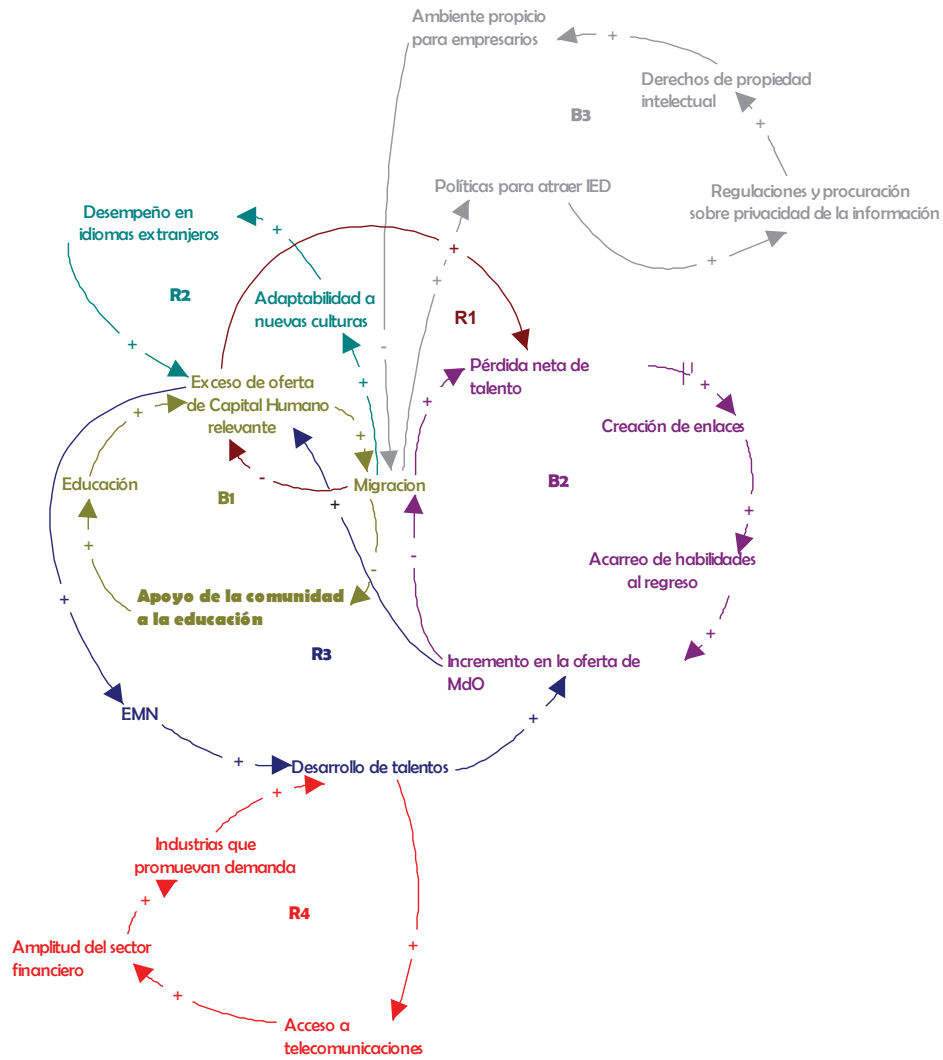 Ambiente propicio
para empresarios
+
Derechos de propiedad
intelectual
B3
+
Políticas para atraer IED
Regulaciones y procuración
sobre privacidad de la información
Desempeño en
idiomas extranjeros
+
+
+
+
R2
Adaptabilidad a
nuevas culturas
R1
+
-
Pérdida neta de
talento
+
Exceso de oferta
de Capital Humano
relevante
+
+
+
+
Creación de enlaces
+
-
Migracion
Educación
B1
B2
+
+
+
-
Acarreo de habilidades
al regreso
-
Apoyo de la comunidad
a la educación
+
+
R3
Incremento en la oferta de
MdO
EMN
+
+
Desarrollo de talentos
+
Industrias que
promuevan demanda
+
R4
+
Amplitud del sector
financiero
+
Acceso a
telecomunicaciones